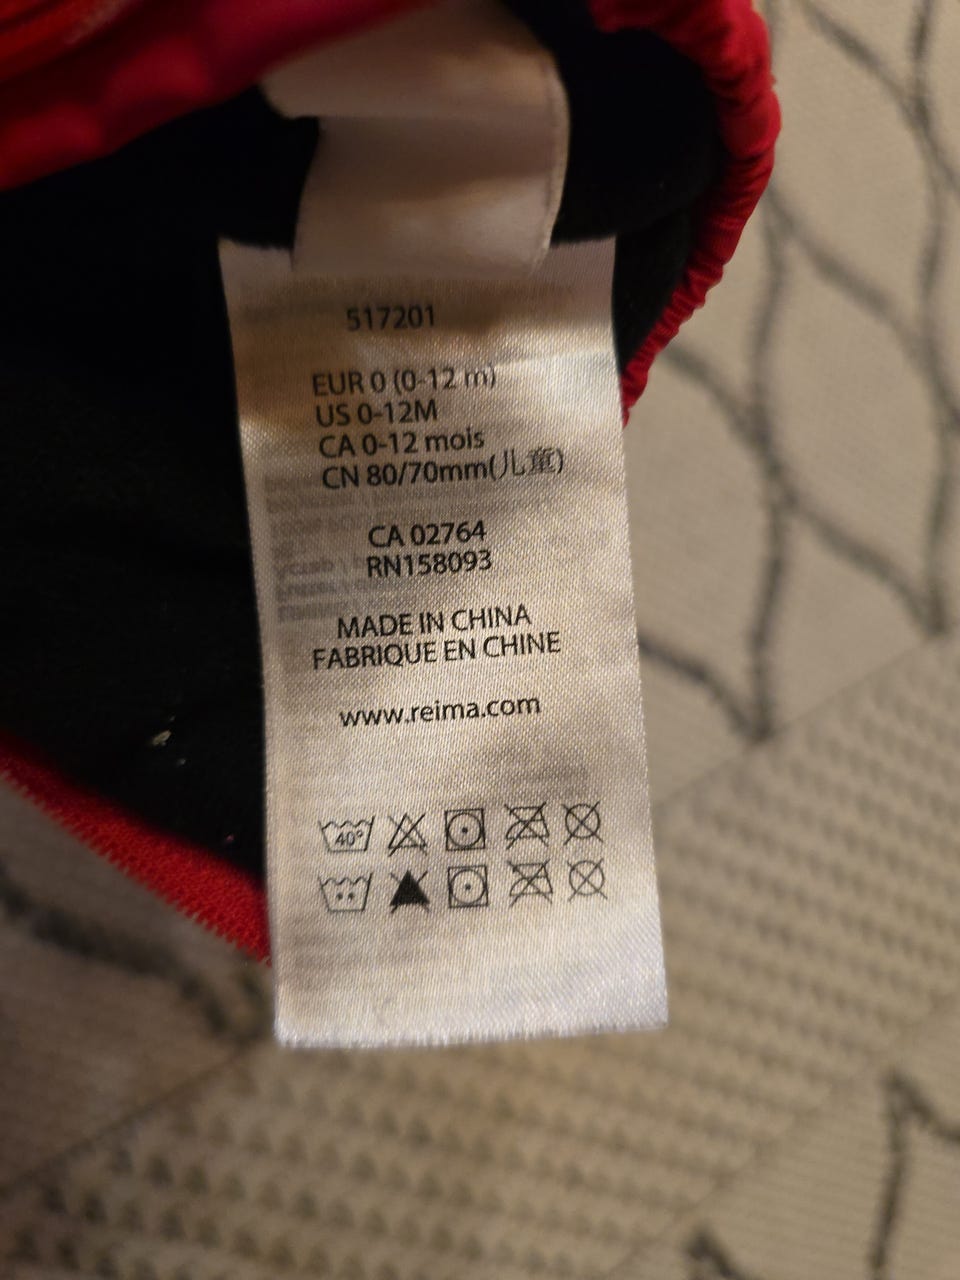 517201
EUR 0 (0-12 m)
US 0-12M
CA 0-12 mois
CN 80/70mm(儿童)
CA 02764
RN158093
MADE IN CHINA
FABRIQUE EN CHINE
www.reima.com
40°